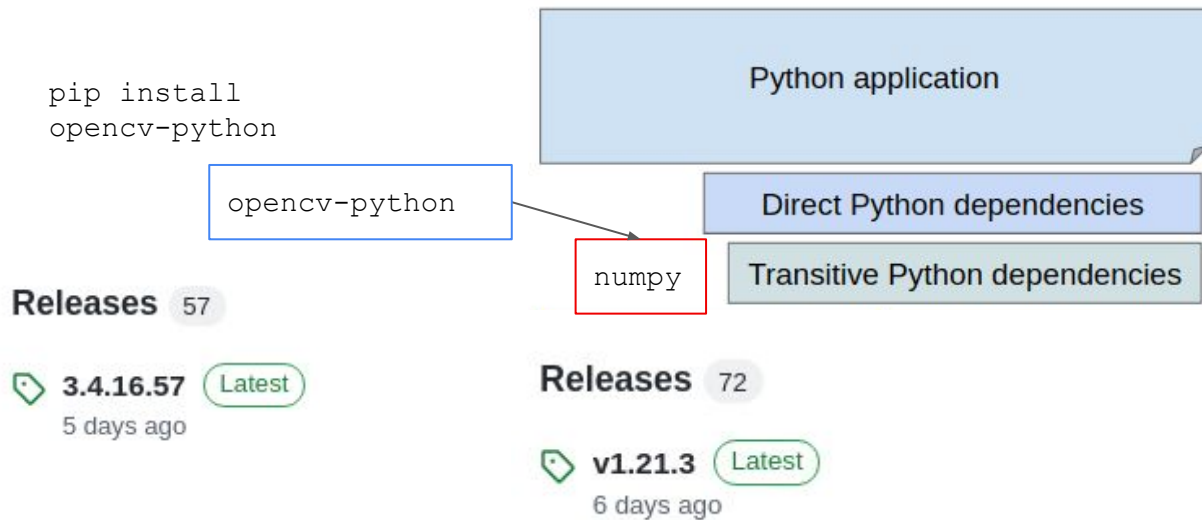 pip install
opencv-python
Python application
opencv-python
Direct Python dependencies
numpy
Transitive Python dependencies
Releases 57
3.4.16.57 Latest
5 days ago
Releases 72
v1.21.3 Latest
6 days ago